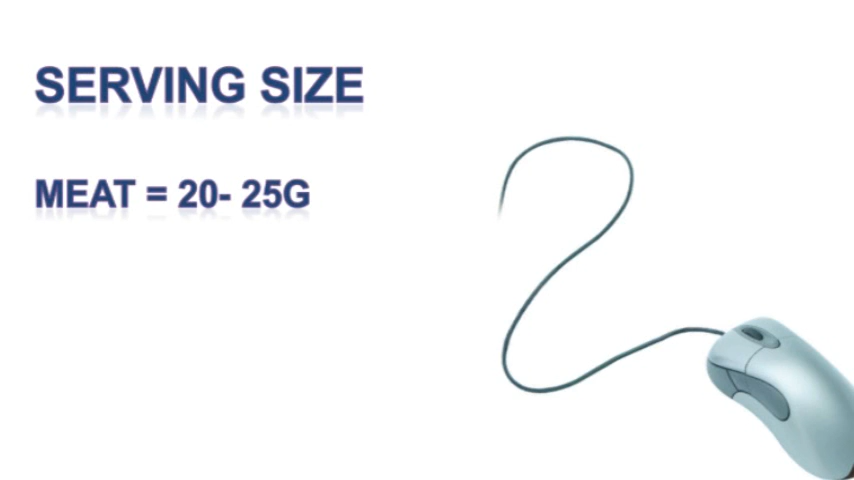 SERVING SIZE
MEAT = 20- 25G